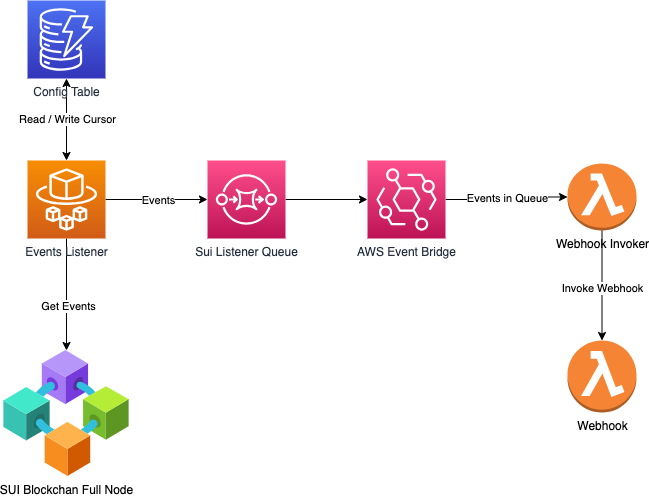 Config Table
Read / Write Cursor
Events
Events in Queue
Events Listener
Sui Listener Queue
AWS Event Bridge
Webhook Invoker
Invoke Webhook
Get Events
Webhook
SUI Blockchan Full Node